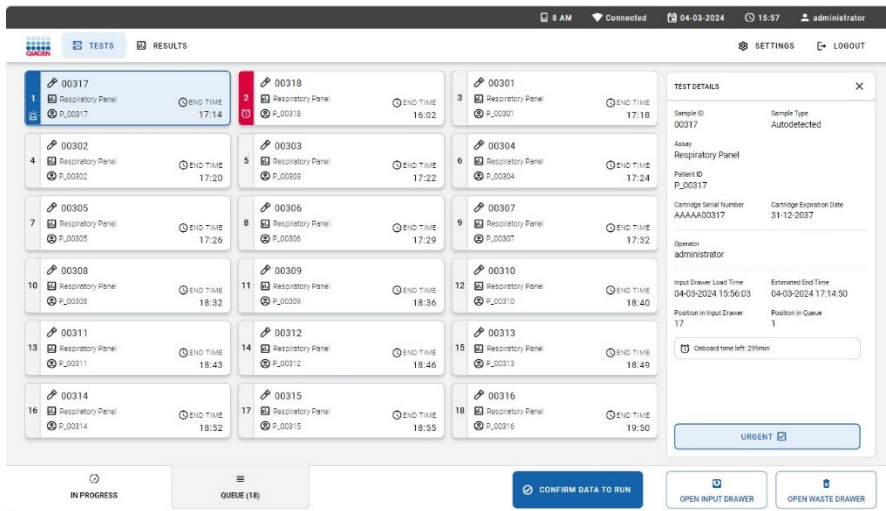 8 AM Connected 04-03-2024 15:57 administrator
QIAGEN TESTS RESULTS SETTINGS LOGOUT
1
00317
Respiratory Panel
P_00317
END TIME
17:14
2
00318
Respiratory Panel
P_00318
END TIME
16:02
3
00301
Respiratory Panel
P_00301
END TIME
17:18
4
00302
Respiratory Panel
P_00302
END TIME
17:20
5
00303
Respiratory Panel
P_00303
END TIME
17:22
6
00304
Respiratory Panel
P_00304
END TIME
17:24
7
00305
Respiratory Panel
P_00305
END TIME
17:26
8
00306
Respiratory Panel
P_00306
END TIME
17:29
9
00307
Respiratory Panel
P_00307
END TIME
17:32
10
00308
Respiratory Panel
P_00308
END TIME
18:32
11
00309
Respiratory Panel
P_00309
END TIME
18:36
12
00310
Respiratory Panel
P_00310
END TIME
18:40
13
00311
Respiratory Panel
P_00311
END TIME
18:43
14
00312
Respiratory Panel
P_00312
END TIME
18:46
15
00313
Respiratory Panel
P_00313
END TIME
18:49
16
00314
Respiratory Panel
P_00314
END TIME
18:52
17
00315
Respiratory Panel
P_00315
END TIME
18:55
18
00316
Respiratory Panel
P_00316
END TIME
19:50
TEST DETAILS
Sample ID Sample Type
00317 Autodetected
Assay
Respiratory Panel
Patient ID
P_00317
Cartridge Serial Number Cartridge Expiration Date
AAAAA00317 31-12-2037
Operator
administrator
Input Drawer Load Time Estimated End Time
04-03-2024 15:56:03 04-03-2024 17:14:50
Position in Input Drawer Position in Queue
17 1
Onboard time left: 299min
URGENT
IN PROGRESS
QUEUE (18)
CONFIRM DATA TO RUN
OPEN INPUT DRAWER
OPEN WASTE DRAWER